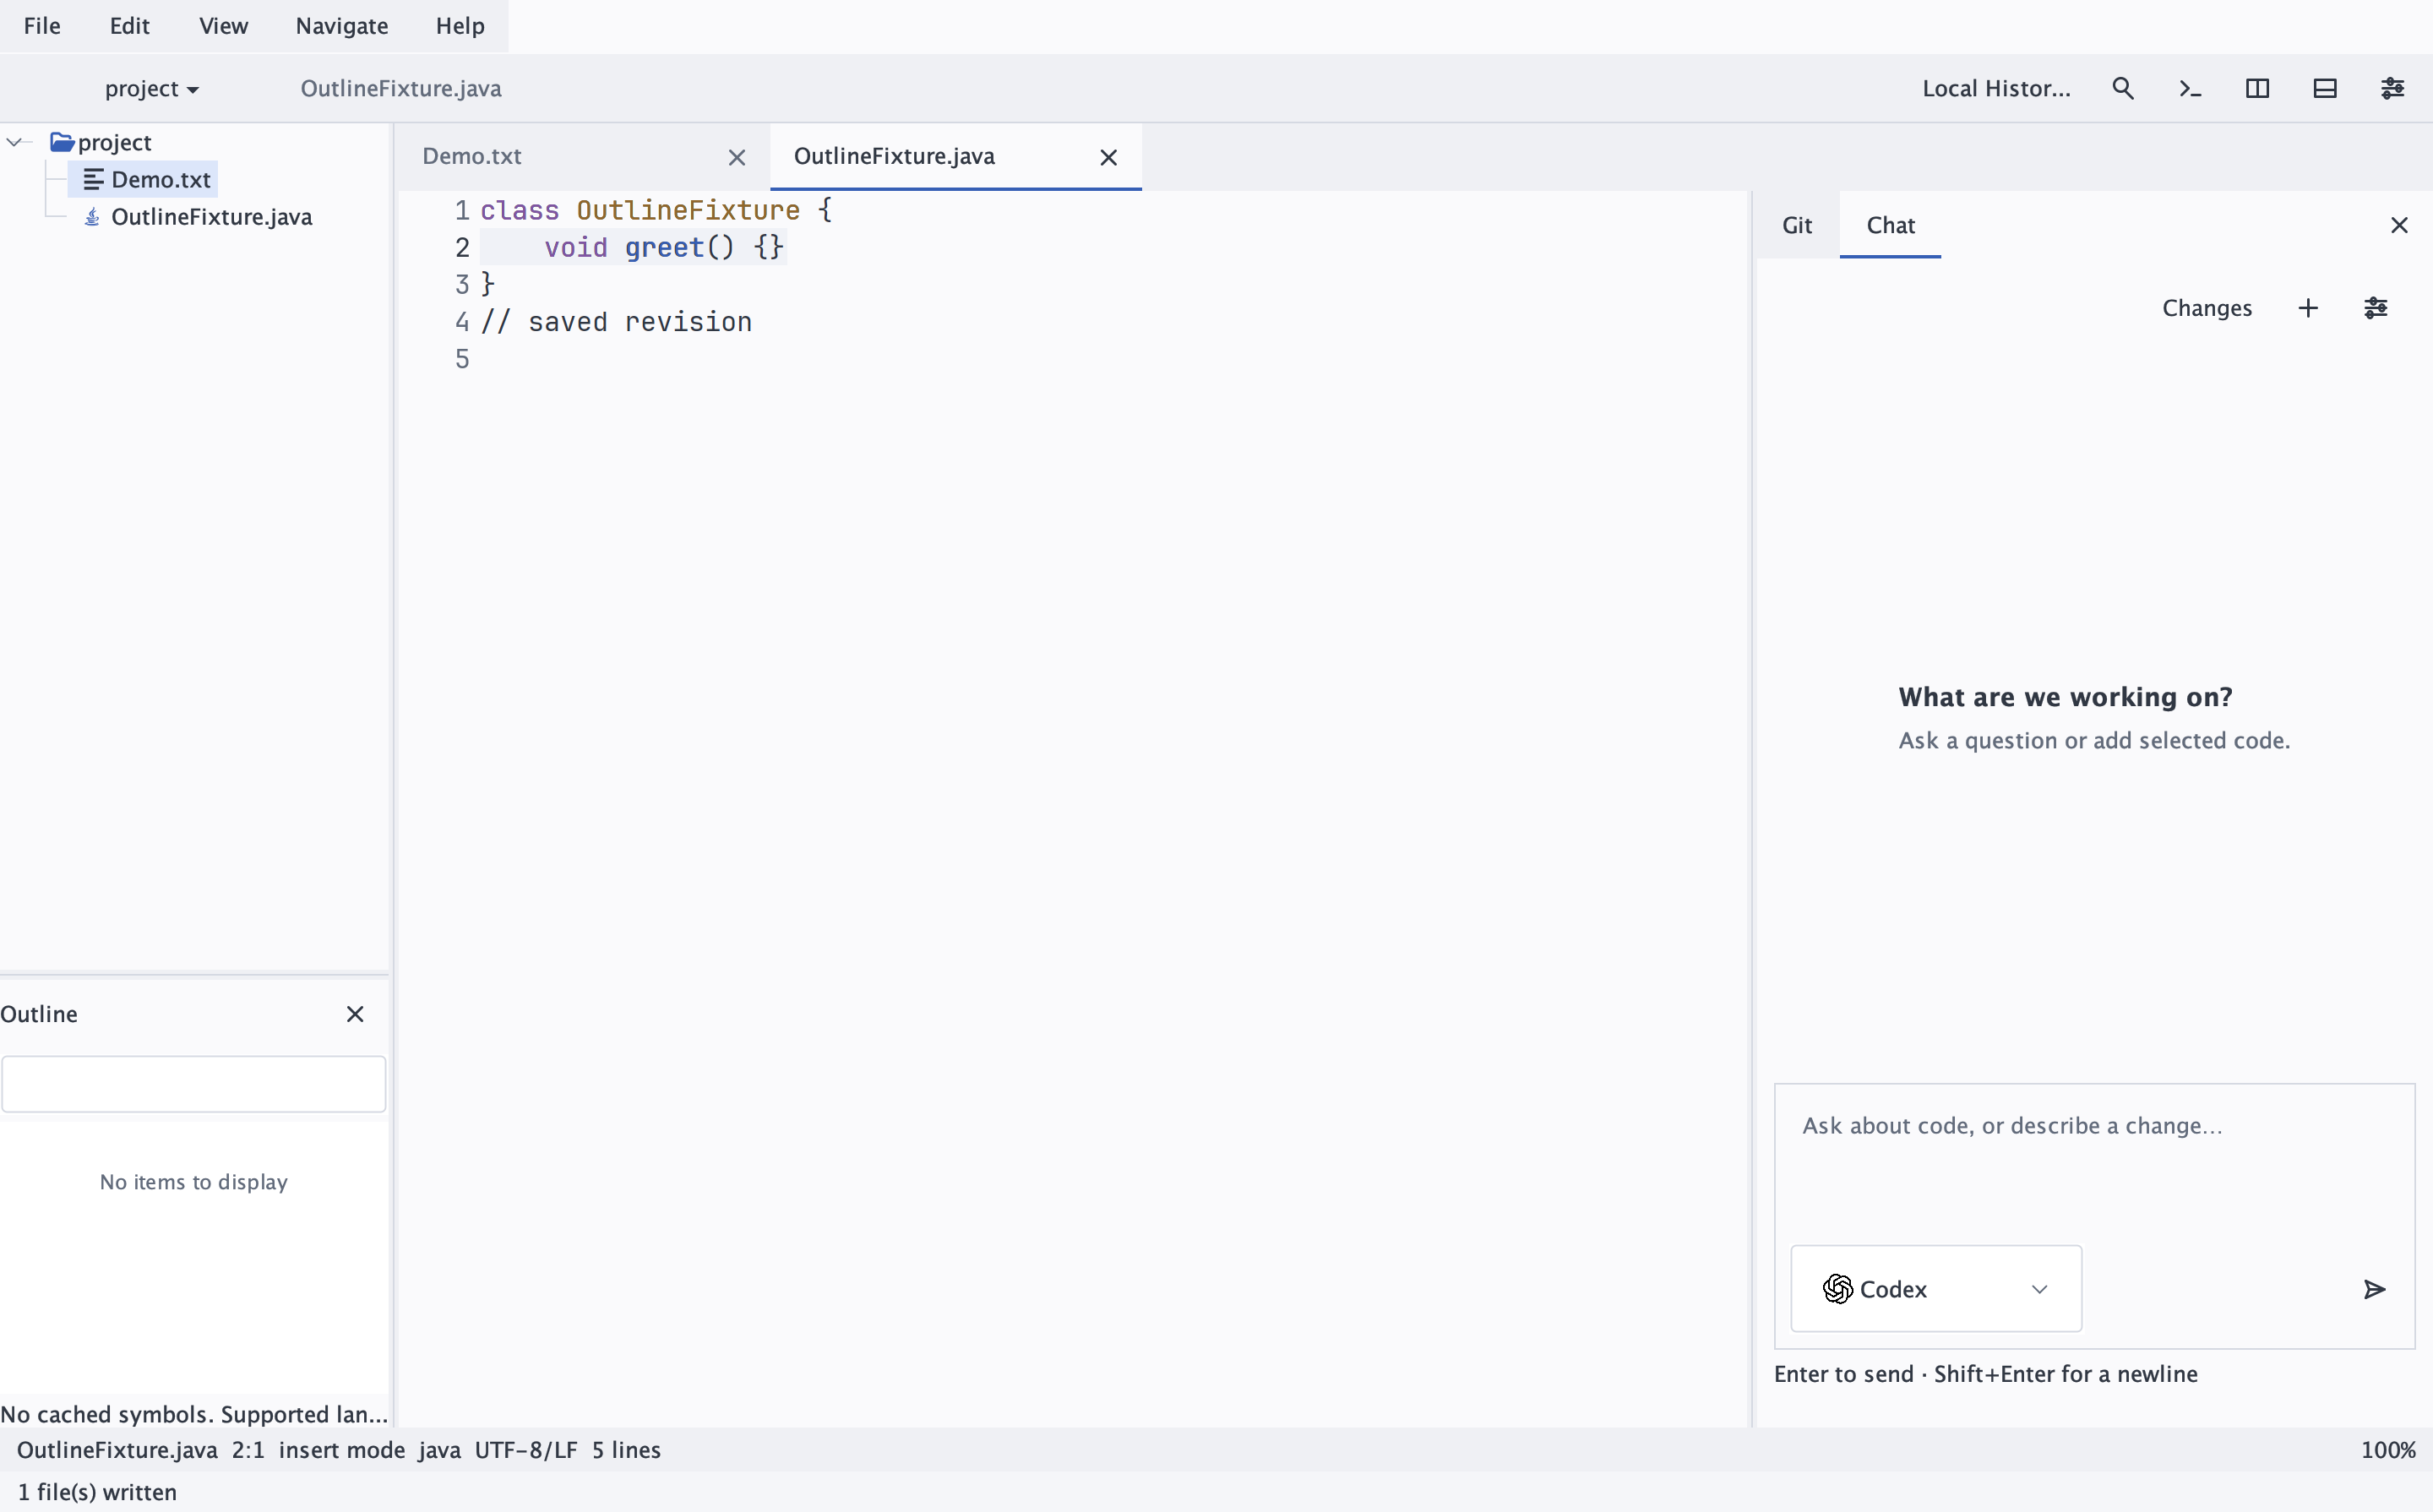 File Edit View Navigate Help
project OutlineFixture.java Local Histor...
project
Demo.txt
OutlineFixture.java
Demo.txt OutlineFixture.java
1 class OutlineFixture {
2     void greet() {}
3 }
4 // saved revision
5
Git Chat
Changes
What are we working on?
Ask a question or add selected code.
Ask about code, or describe a change...
Codex
Enter to send · Shift+Enter for a newline
Outline
No items to display
No cached symbols. Supported lan...
OutlineFixture.java 2:1 insert mode java UTF-8/LF 5 lines 100%
1 file(s) written